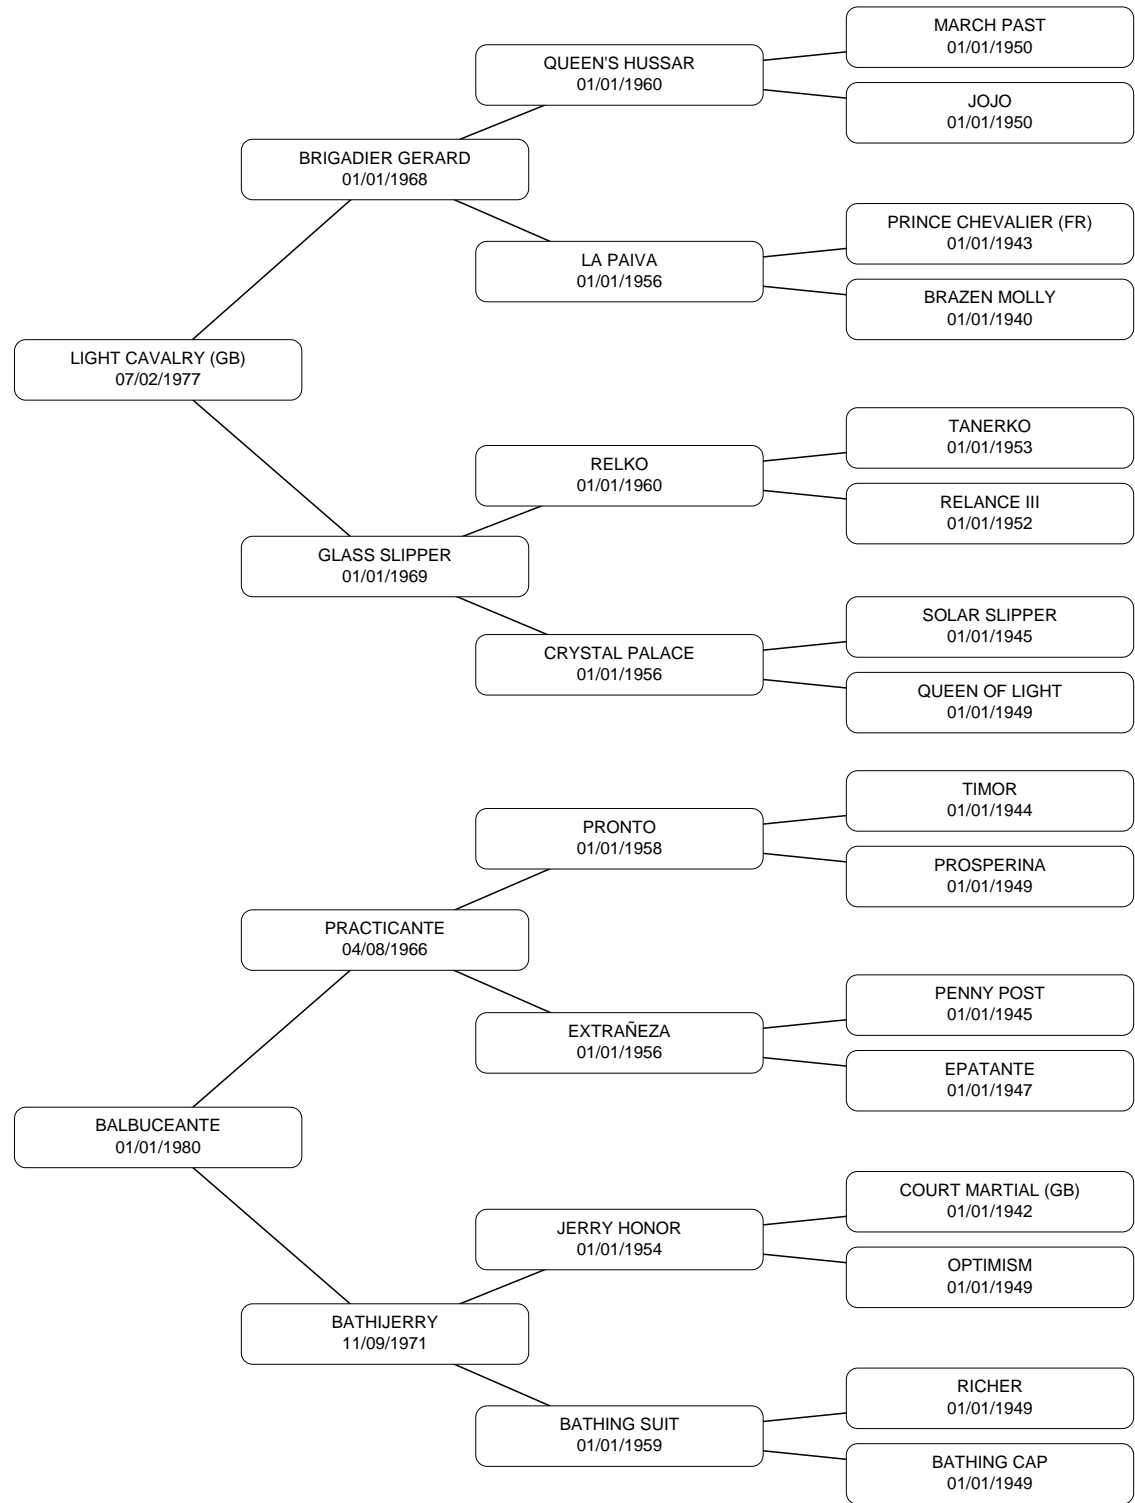 MARCH PAST
01/01/1950
QUEEN'S HUSSAR
01/01/1960
JOJO
01/01/1950
BRIGADIER GERARD
01/01/1968
PRINCE CHEVALIER (FR)
01/01/1943
LA PAIVA
01/01/1956
BRAZEN MOLLY
01/01/1940
LIGHT CAVALRY (GB)
07/02/1977
TANERKO
01/01/1953
RELKO
01/01/1960
RELANCE III
01/01/1952
GLASS SLIPPER
01/01/1969
SOLAR SLIPPER
01/01/1945
CRYSTAL PALACE
01/01/1956
QUEEN OF LIGHT
01/01/1949
TIMOR
01/01/1944
PRONTO
01/01/1958
PROSPERINA
01/01/1949
PRACTICANTE
04/08/1966
PENNY POST
01/01/1945
EXTRAÑEZA
01/01/1956
EPATANTE
01/01/1947
BALBUCEANTE
01/01/1980
COURT MARTIAL (GB)
01/01/1942
JERRY HONOR
01/01/1954
OPTIMISM
01/01/1949
BATHIJERRY
11/09/1971
RICHER
01/01/1949
BATHING SUIT
01/01/1959
BATHING CAP
01/01/1949